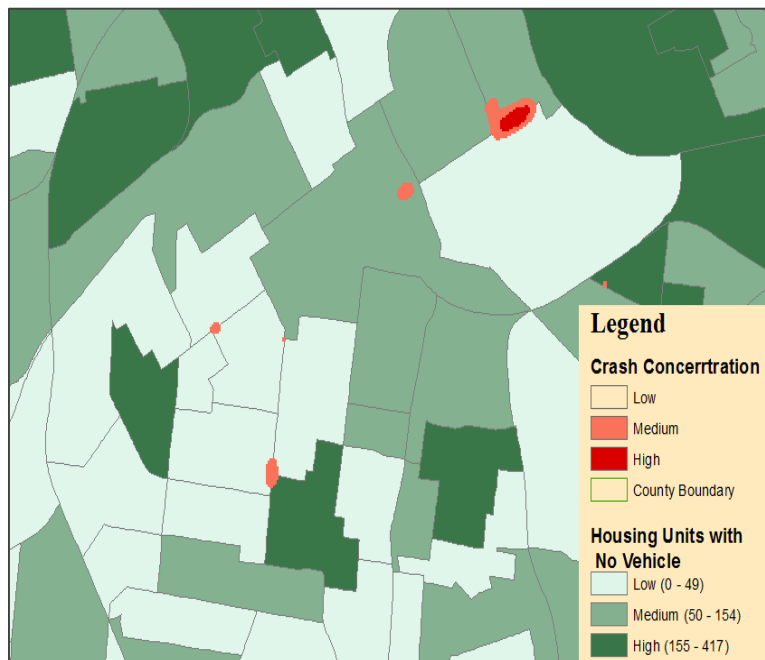 Legend
Crash Concerrtration
Low
Medium
High
County Boundary
Housing Units with
No Vehicle
Low (0 - 49)
Medium (50 - 154)
High (155 - 417)